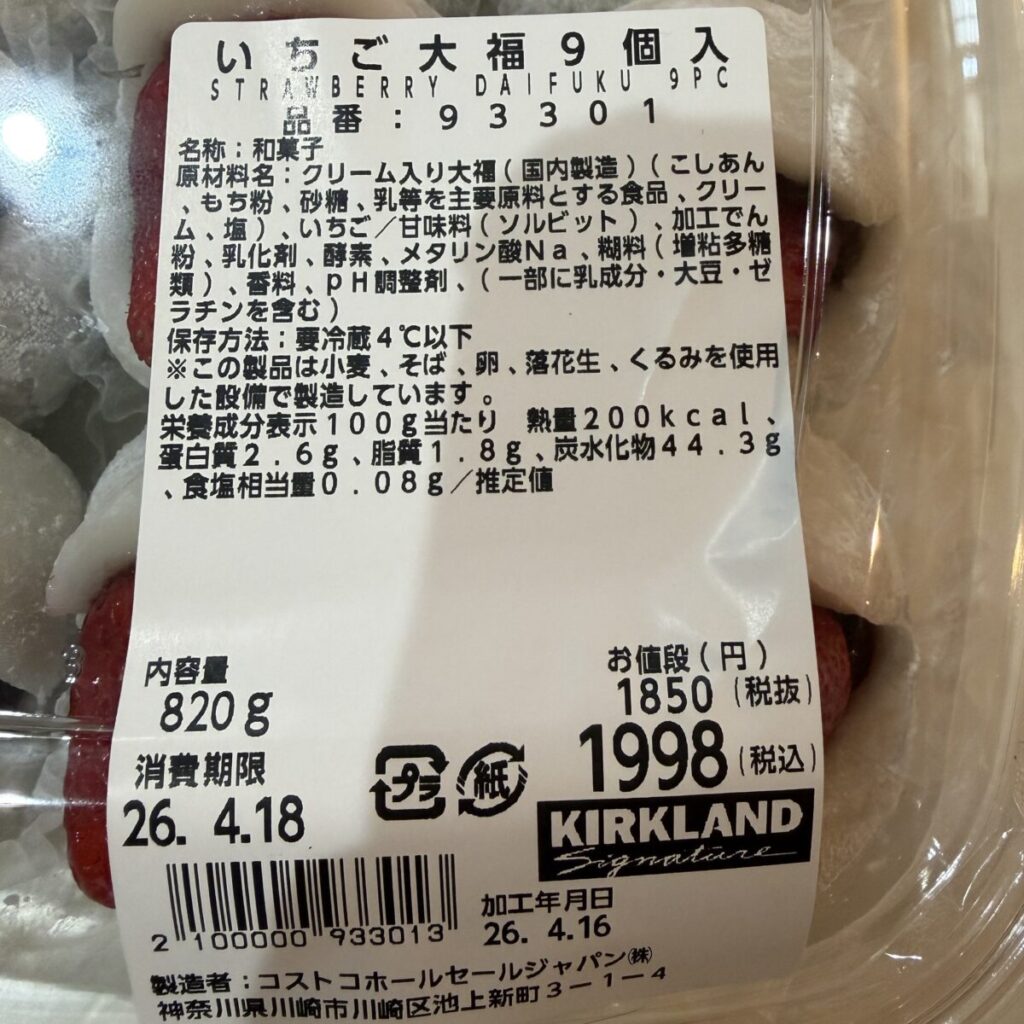 いちご大福9個入
STRAWBERRY DAIFUKU 9PC
品番:93301
名称:和菓子
原材料名:クリーム入り大福(国内製造)(こしあん
、もち粉、砂糖、乳等を主要原料とする食品、クリー
ム、塩)、いちご/甘味料(ソルビット)、加工でん
粉、乳化剤、酵素、メタリン酸Na、糊料(増粘多糖
類)、香料、pH調整剤、(一部に乳成分・大豆・ゼ
ラチンを含む)
保存方法:要冷蔵4℃以下
※この製品は小麦、そば、卵、落花生、くるみを使用
した設備で製造しています。
栄養成分表示100g当たり 熱量200kcal、
蛋白質2.6g、脂質1.8g、炭水化物44.3g
、食塩相当量0.08g/推定値
内容量
820g
お値段(円)
1850(税抜)
1998(税込)
消費期限
26. 4.18
プラ
紙
KIRKLAND
Signature
2 100000 933013
加工年月日
26. 4.16
製造者:コストコホールセールジャパン㈱
神奈川県川崎市川崎区池上新町3-1-4